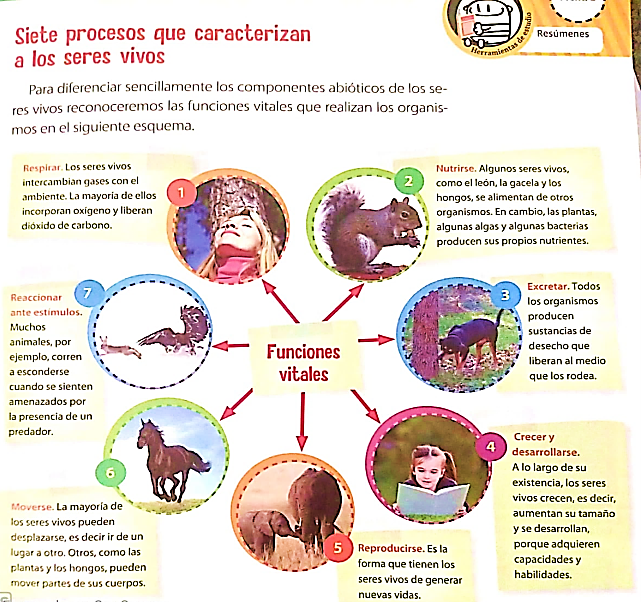 Siete procesos que caracterizan
a los seres vivos
Herramientas de estudio
Resúmenes
Para diferenciar sencillamente los componentes abióticos de los se-
res vivos reconoceremos las funciones vitales que realizan los organis-
mos en el siguiente esquema.
Respirar. Los seres vivos
intercambian gases con el
ambiente. La mayoría de ellos
incorporan oxígeno y liberan
dióxido de carbono.
1
2
Nutrirse. Algunos seres vivos,
como el león, la gacela y los
hongos, se alimentan de otros
organismos. En cambio, las plantas,
algunas algas y algunas bacterias
producen sus propios nutrientes.
3
Excretar. Todos
los organismos
producen
sustancias de
desecho que
liberan al medio
que los rodea.
Funciones
vitales
4
Crecer y
desarrollarse.
A lo largo de su
existencia, los seres
vivos crecen, es decir,
aumentan su tamaño
y se desarrollan,
porque adquieren
capacidades y
habilidades.
5
Reproducirse. Es la
forma que tienen los
seres vivos de generar
nuevas vidas.
6
Moverse. La mayoría de
los seres vivos pueden
desplazarse, es decir ir de un
lugar a otro. Otros, como las
plantas y los hongos, pueden
mover partes de sus cuerpos.
7
Reaccionar
ante estímulos.
Muchos
animales, por
ejemplo, corren
a esconderse
cuando se sienten
amenazados por
la presencia de un
predador.